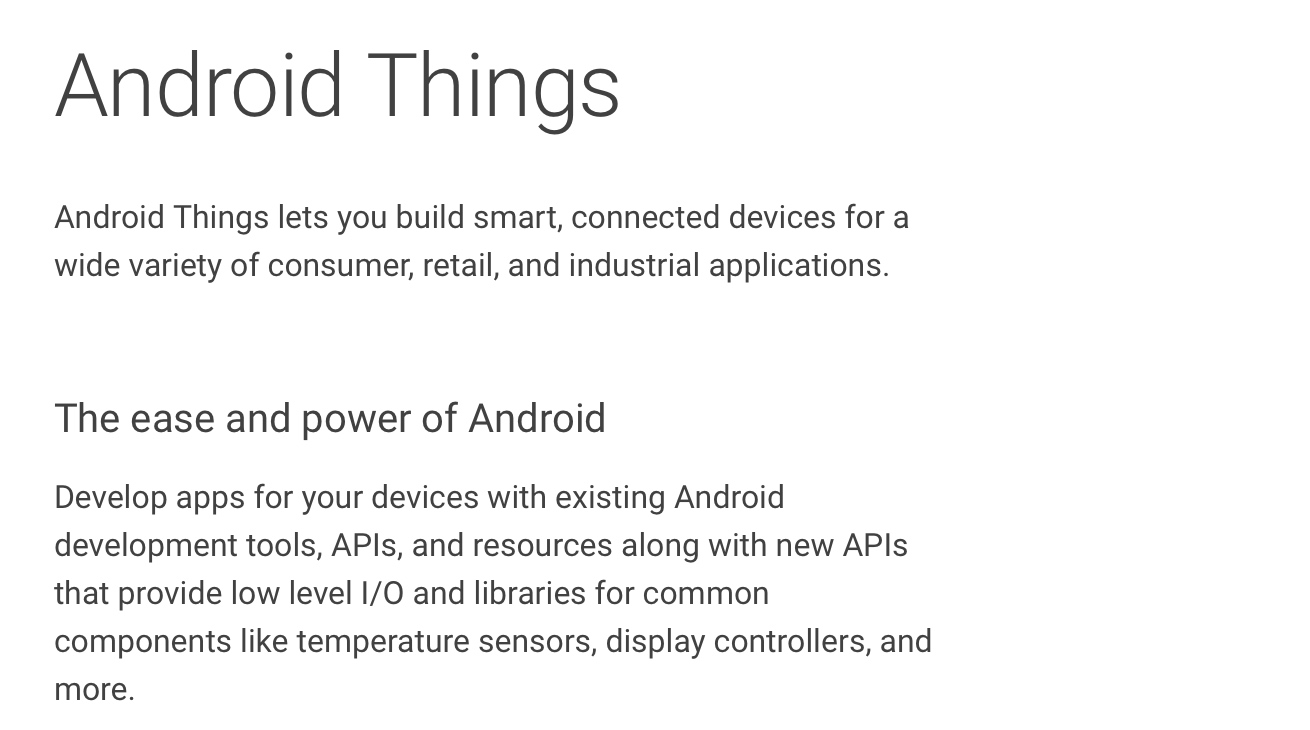 Android Things
Android Things lets you build smart, connected devices for a
wide variety of consumer, retail, and industrial applications.
The ease and power of Android
Develop apps for your devices with existing Android
development tools, APIs, and resources along with new APIs
that provide low level I/O and libraries for common
components like temperature sensors, display controllers, and
more.